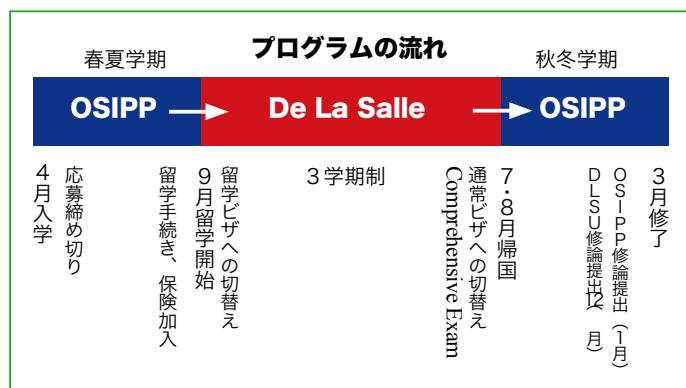 プログラムの流れ
春夏学期
秋冬学期
OSIPP
De La Salle
OSIPP
4月入学
応募締め切り
留学手続き、保険加入
9月留学開始
留学ビザへの切替え
3学期制
Comprehensive Exam
通常ビザへの切替え
7・8月帰国
DLSU修論提出(12月)
OSIPP修論提出(1月)
3月修了